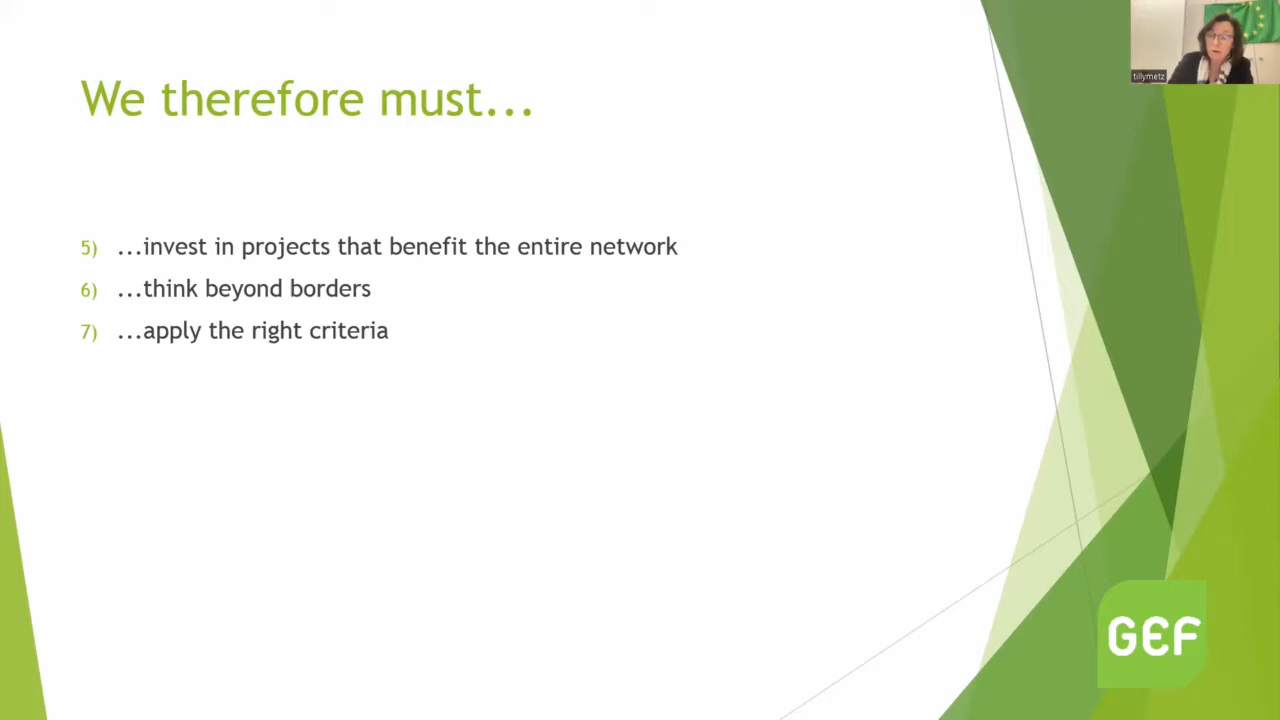 tillymetz
We therefore must...
5) ...invest in projects that benefit the entire network
6) ...think beyond borders
7) ...apply the right criteria
GEF